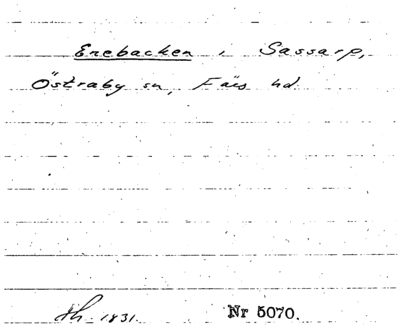 Enebacken i Sassarp,
Östraby sn, Färs hd.
1831. Nr 5070.